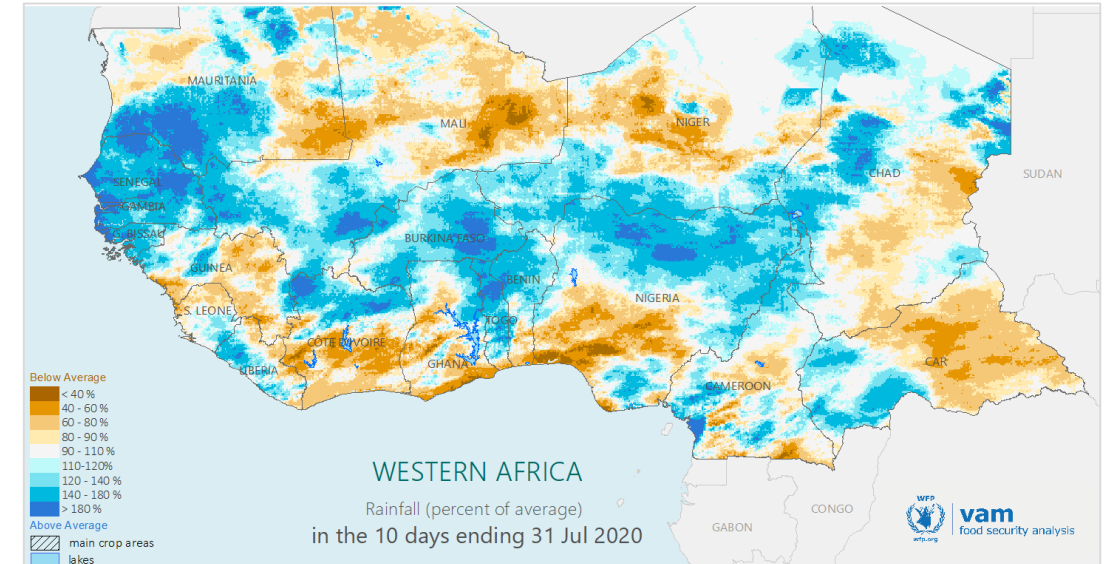 MAURITANIA
MALI
NIGER
CHAD
SUDAN
SENEGAL
GAMBIA
G. BISSAU
GUINEA
BURKINA FASO
BENIN
NIGERIA
S. LEONE
TOGO
CÔTE D'IVOIRE
GHANA
LIBERIA
CAMEROON
CAR
GABON
CONGO
Below Average
< 40 %
40 - 60 %
60 - 80 %
80 - 90 %
90 - 110 %
110-120%
120 - 140 %
140 - 180 %
> 180 %
Above Average
main crop areas
lakes
WESTERN AFRICA
Rainfall (percent of average)
in the 10 days ending 31 Jul 2020
WFP
wfp.org
vam
food security analysis